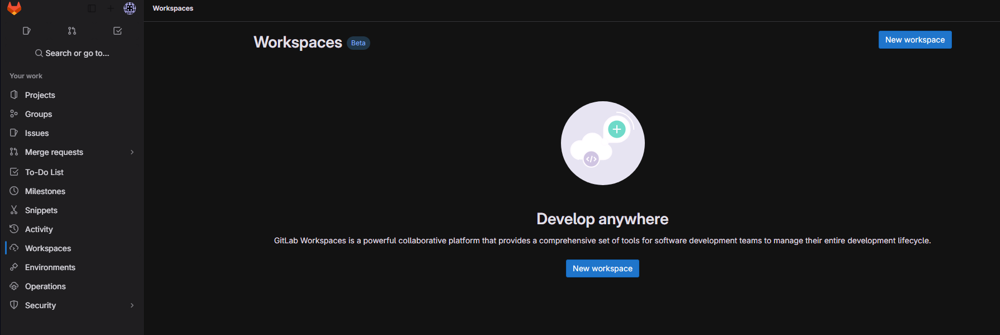 Workspaces
Search or go to...
Your work
Projects
Groups
Issues
Merge requests
To-Do List
Milestones
Snippets
Activity
Workspaces
Environments
Operations
Security
Workspaces Beta
New workspace
Develop anywhere
GitLab Workspaces is a powerful collaborative platform that provides a comprehensive set of tools for software development teams to manage their entire development lifecycle.
New workspace